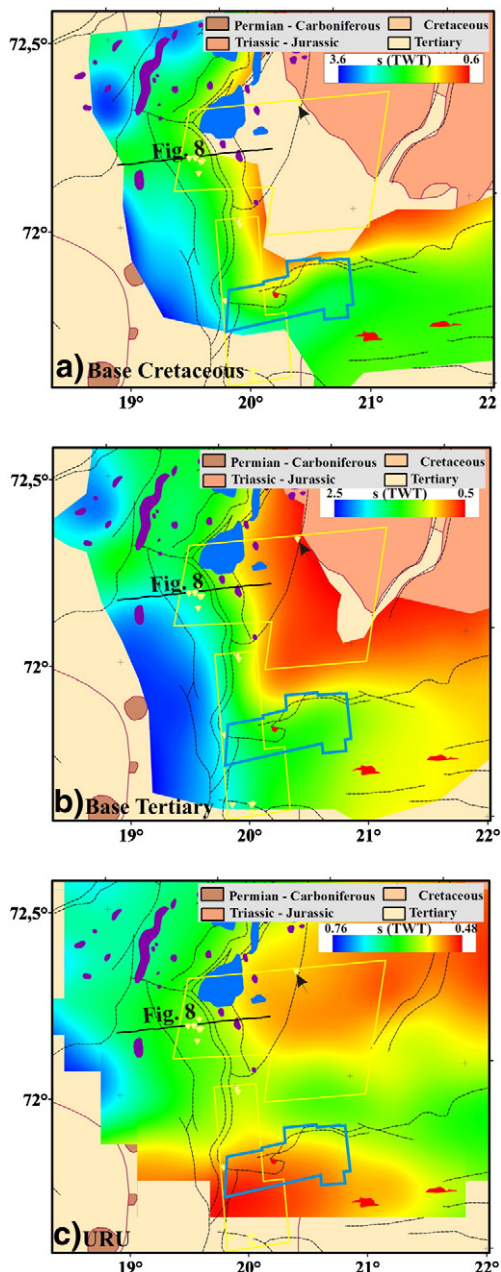 72,5°
Permian - Carboniferous
Cretaceous
Triassic - Jurassic
Tertiary
3.6 s (TWT) 0.6
Fig. 8
72°
a) Base Cretaceous
19° 20° 21° 22°
72,5°
Permian - Carboniferous
Cretaceous
Triassic - Jurassic
Tertiary
2.5 s (TWT) 0.5
Fig. 8
72°
b) Base Tertiary
19° 20° 21° 22°
72,5°
Permian - Carboniferous
Cretaceous
Triassic - Jurassic
Tertiary
0.76 s (TWT) 0.48
Fig. 8
72°
c) URU
19° 20° 21° 22°